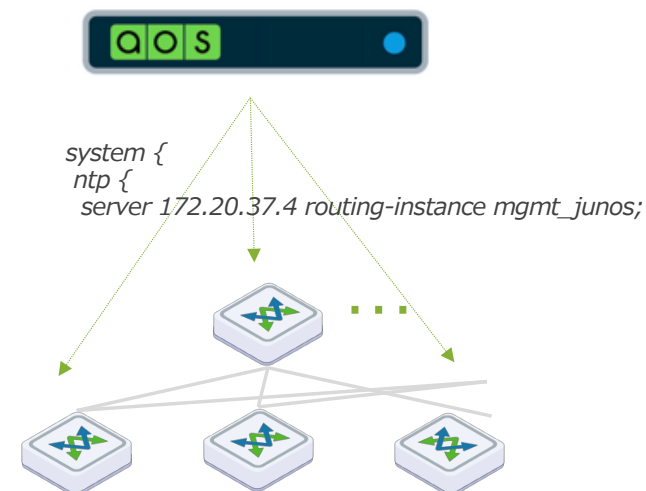 aos
system {
ntp {
server 172.20.37.4 routing-instance mgmt_junos;
...